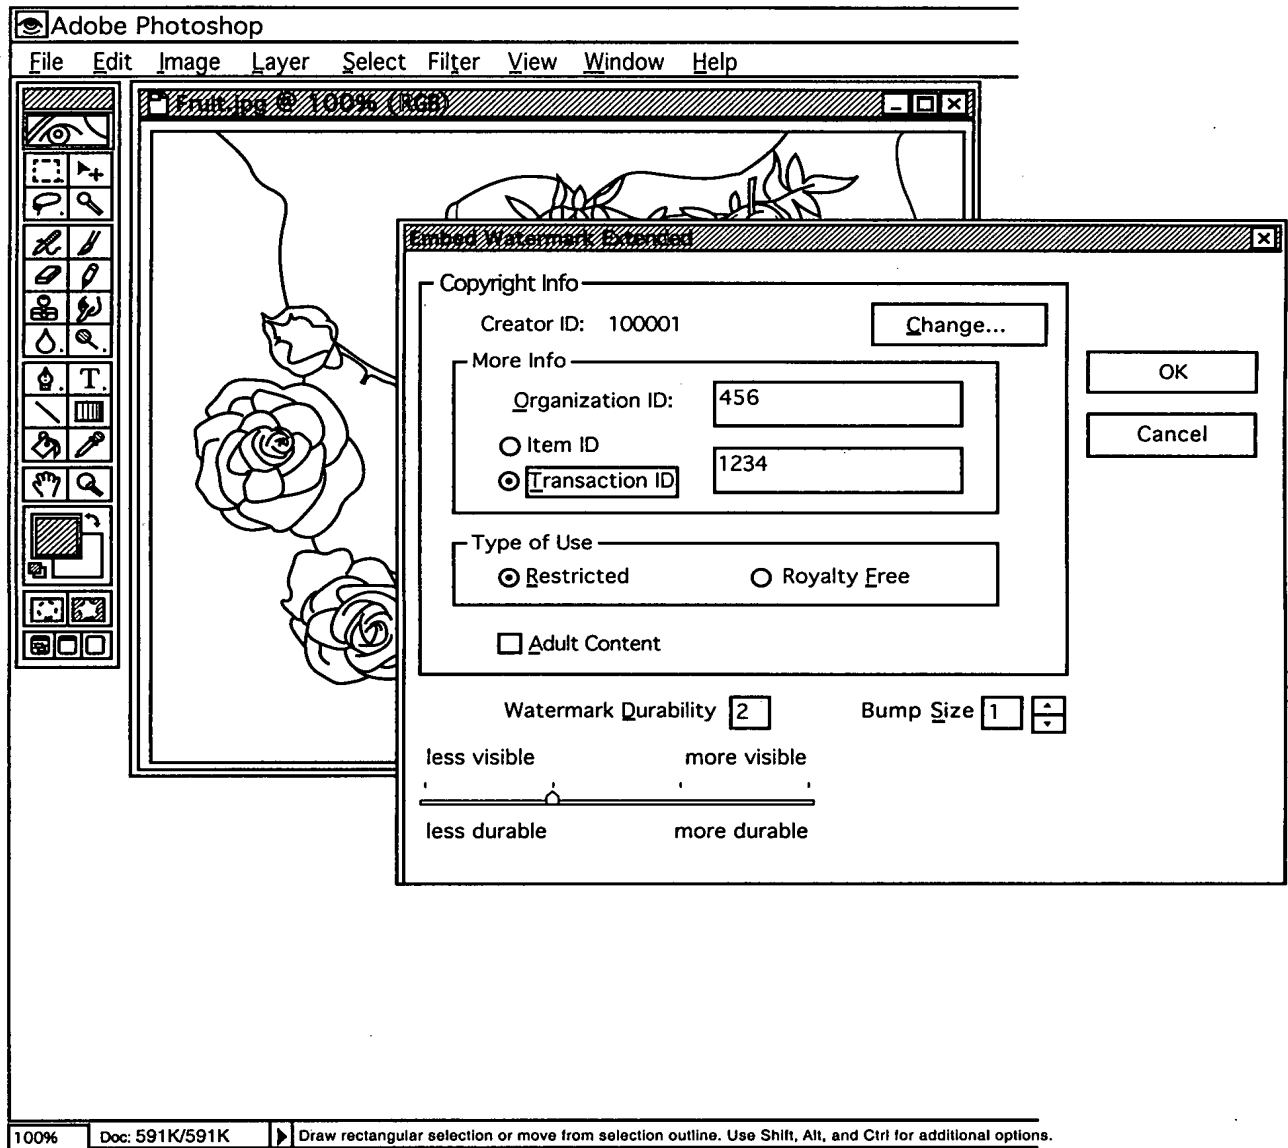 Adobe Photoshop
File Edit Image Layer Select Filter View Window Help
Fruit.jpg @ 100% (RGB)
Embed Watermark Extended
Copyright Info
Creator ID: 100001 Change...
More Info
OK
Organization ID: 456
Item ID
Cancel
1234
Transaction ID
T
Type of Use
Restricted Royalty Free
Adult Content
Watermark Durability 2 Bump Size 1
less visible more visible
less durable more durable
100% Doc: 591K/591K Draw rectangular selection or move from selection outline. Use Shift, Alt, and Ctrl for additional options.